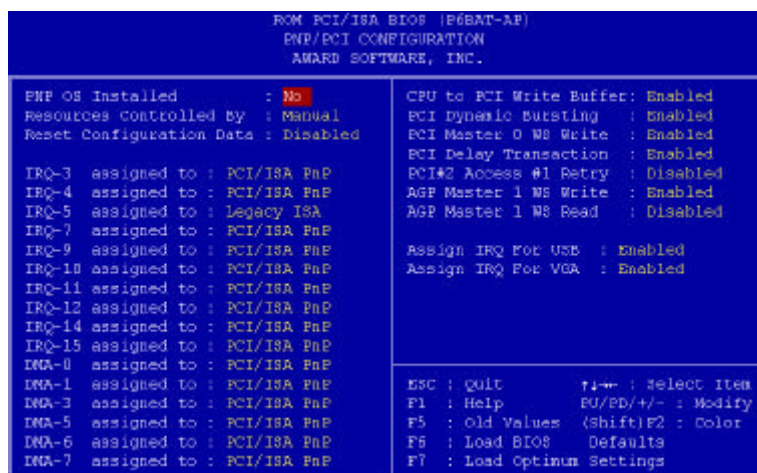 ROM PCI/ISA BIOS (P6BAT-AP)
PNP/PCI CONFIGURATION
AWARD SOFTWARE, INC.
PNP OS Installed : No
Resources Controlled By : Manual
Reset Configuration Data : Disabled
IRQ-3 assigned to : PCI/ISA PnP
IRQ-4 assigned to : PCI/ISA PnP
IRQ-5 assigned to : Legacy ISA
IRQ-7 assigned to : PCI/ISA PnP
IRQ-9 assigned to : PCI/ISA PnP
IRQ-10 assigned to : PCI/ISA PnP
IRQ-11 assigned to : PCI/ISA PnP
IRQ-12 assigned to : PCI/ISA PnP
IRQ-14 assigned to : PCI/ISA PnP
IRQ-15 assigned to : PCI/ISA PnP
DMA-0 assigned to : PCI/ISA PnP
DMA-1 assigned to : PCI/ISA PnP
DMA-3 assigned to : PCI/ISA PnP
DMA-5 assigned to : PCI/ISA PnP
DMA-6 assigned to : PCI/ISA PnP
DMA-7 assigned to : PCI/ISA PnP
CPU to PCI Write Buffer: Enabled
PCI Dynamic Bursting : Enabled
PCI Master 0 WS Write : Enabled
PCI Delay Transaction : Enabled
PCI#2 Access #1 Retry : Disabled
AGP Master 1 WS Write : Enabled
AGP Master 1 WS Read : Disabled
Assign IRQ For USB : Enabled
Assign IRQ For VGA : Enabled
ESC : Quit ↑↓→← : Select Item
F1 : Help PU/PD/+/- : Modify
F5 : Old Values (Shift)F2 : Color
F6 : Load BIOS Defaults
F7 : Load Optimum Settings